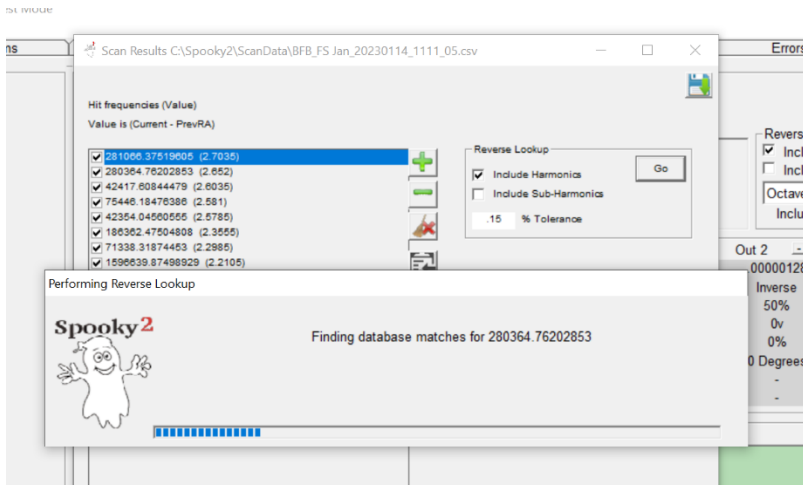 est Mode
ns
Scan Results C:\Spooky2\ScanData\BFB_FS Jan_20230114_1111_05.csv
Errors
Hit frequencies (Value)
Value is (Current - PrevRA)
281066.37519605 (2.7035)
280364.76202853 (2.652)
42417.60844479 (2.6035)
75446.18476386 (2.581)
42354.04560565 (2.5785)
186362.47504808 (2.3555)
71338.31874453 (2.2985)
1596639.87498929 (2.2105)
Reverse Lookup
Include Harmonics
Go
Include Sub-Harmonics
.15 % Tolerance
Revers
Incl
Incl
Octave
Inclu
Out 2 -
.00000128
Inverse
50%
0v
0%
0 Degrees
-
-
Performing Reverse Lookup
Spooky2
Finding database matches for 280364.76202853